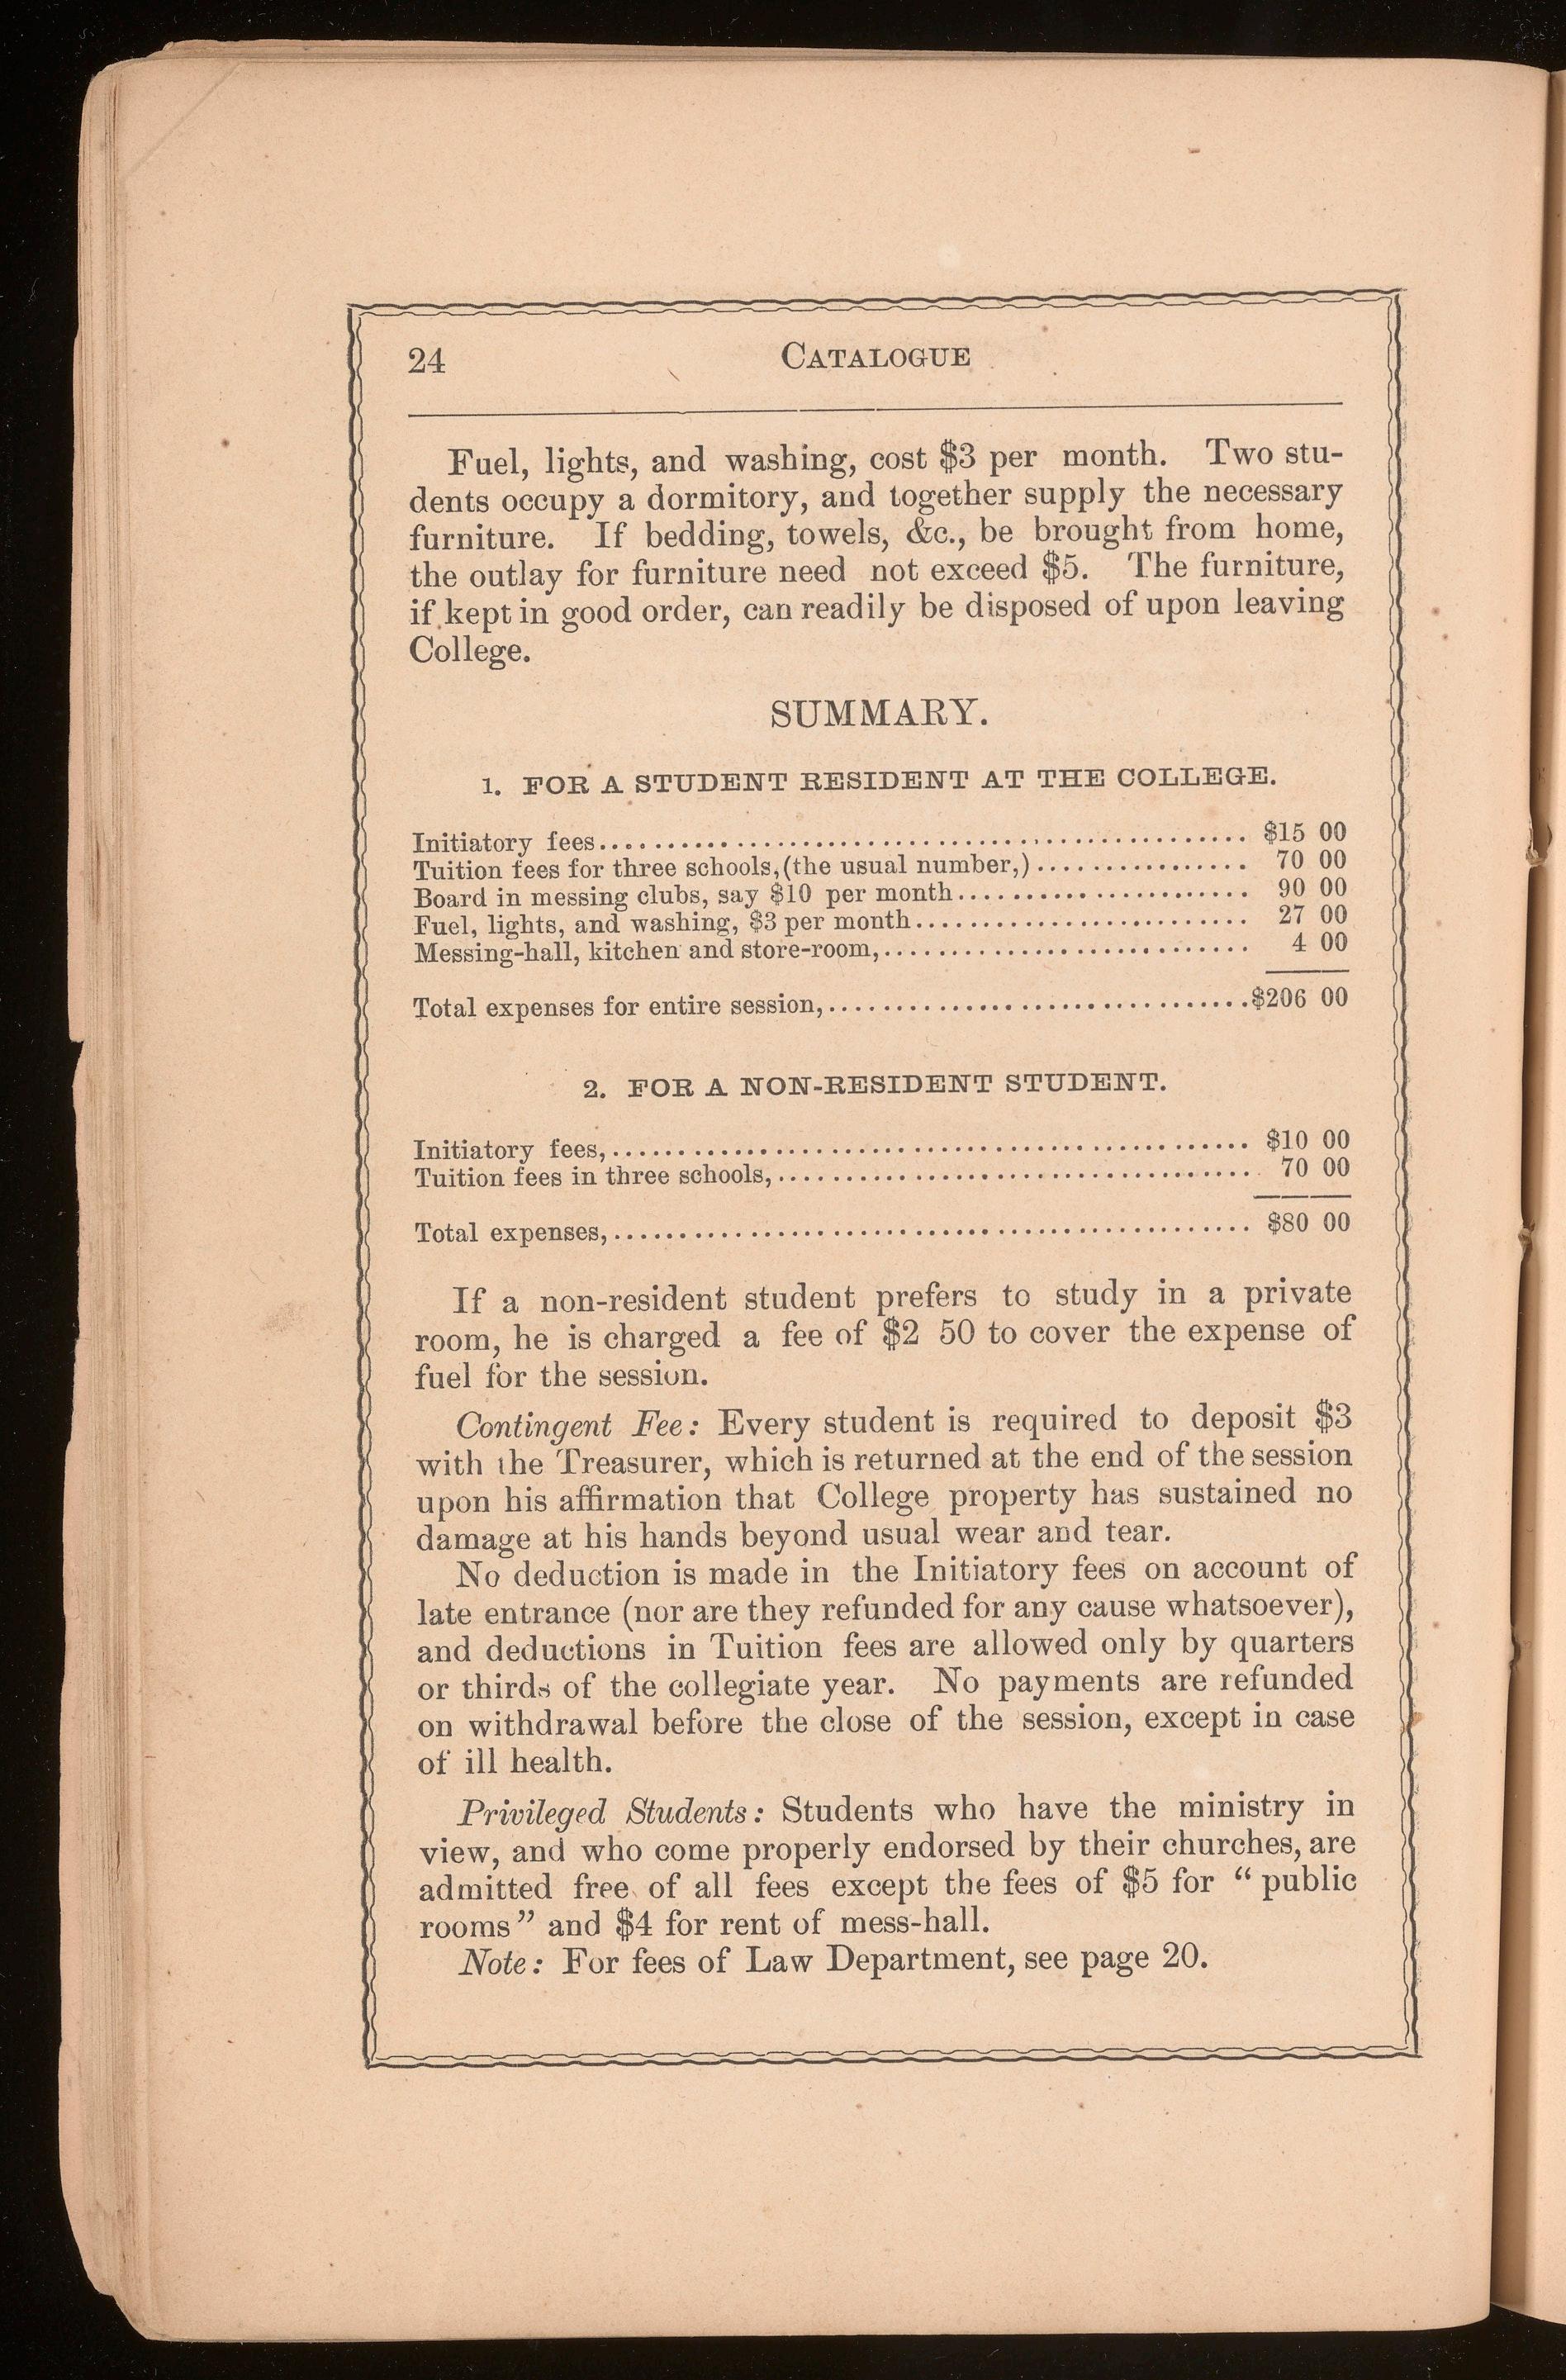 24
CATALOGUE
Fuel, lights, and washing, cost $3 per month. Two stu-
dents occupy a dormitory, and together supply the necessary
furniture. If bedding, towels, &c., be brought from home,
the outlay for furniture need not exceed $5. The furniture,
if kept in good order, can readily be disposed of upon leaving
College.
SUMMARY.
1. FOR A STUDENT RESIDENT AT THE COLLEGE.
Initiatory fees................................................ $15 00
Tuition fees for three schools, (the usual number,)................ 70 00
Board in messing clubs, say $10 per month...................... 90 00
Fuel, lights, and washing, $3 per month......................... 27 00
Messing-hall, kitchen and store-room,........................... 4 00
Total expenses for entire session,...............................$206 00
2. FOR A NON-RESIDENT STUDENT.
Initiatory fees,............................................... $10 00
Tuition fees in three schools,................................... 70 00
Total expenses,............................................... $80 00
If a non-resident student prefers to study in a private
room, he is charged a fee of $2 50 to cover the expense of
fuel for the session.
Contingent Fee: Every student is required to deposit $3
with the Treasurer, which is returned at the end of the session
upon his affirmation that College property has sustained no
damage at his hands beyond usual wear and tear.
No deduction is made in the Initiatory fees on account of
late entrance (nor are they refunded for any cause whatsoever),
and deductions in Tuition fees are allowed only by quarters
or thirds of the collegiate year. No payments are refunded
on withdrawal before the close of the session, except in case
of ill health.
Privileged Students: Students who have the ministry in
view, and who come properly endorsed by their churches, are
admitted free of all fees except the fees of $5 for “public
rooms” and $4 for rent of mess-hall.
Note: For fees of Law Department, see page 20.